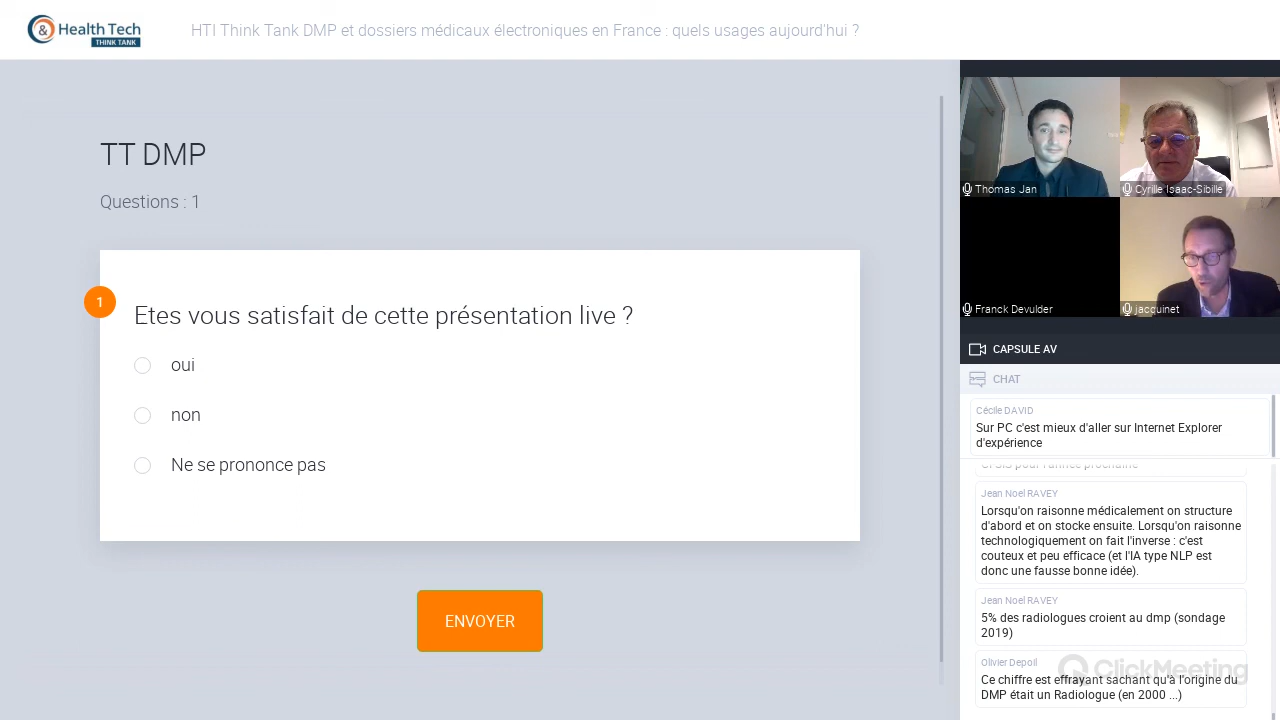 & Health Tech
THINK TANK
HTI Think Tank DMP et dossiers médicaux électroniques en France : quels usages aujourd'hui ?
TT DMP
Questions : 1
1
Etes vous satisfait de cette présentation live ?
oui
non
Ne se prononce pas
ENVOYER
Thomas Jan
Cyrille Isaac-Sibille
Franck Devulder
jacquinet
CAPSULE AV
CHAT
Cécile DAVID
Sur PC c'est mieux d'aller sur Internet Explorer
d'expérience
Jean Noel RAVEY
Lorsqu'on raisonne médicalement on structure
d'abord et on stocke ensuite. Lorsqu'on raisonne
technologiquement on fait l'inverse : c'est
couteux et peu efficace (et l'IA type NLP est
donc une fausse bonne idée).
Jean Noel RAVEY
5% des radiologues croient au dmp (sondage
2019)
Olivier Depoil
Ce chiffre est effrayant sachant qu'à l'origine du
DMP était un Radiologue (en 2000 ...)
ClickMeeting